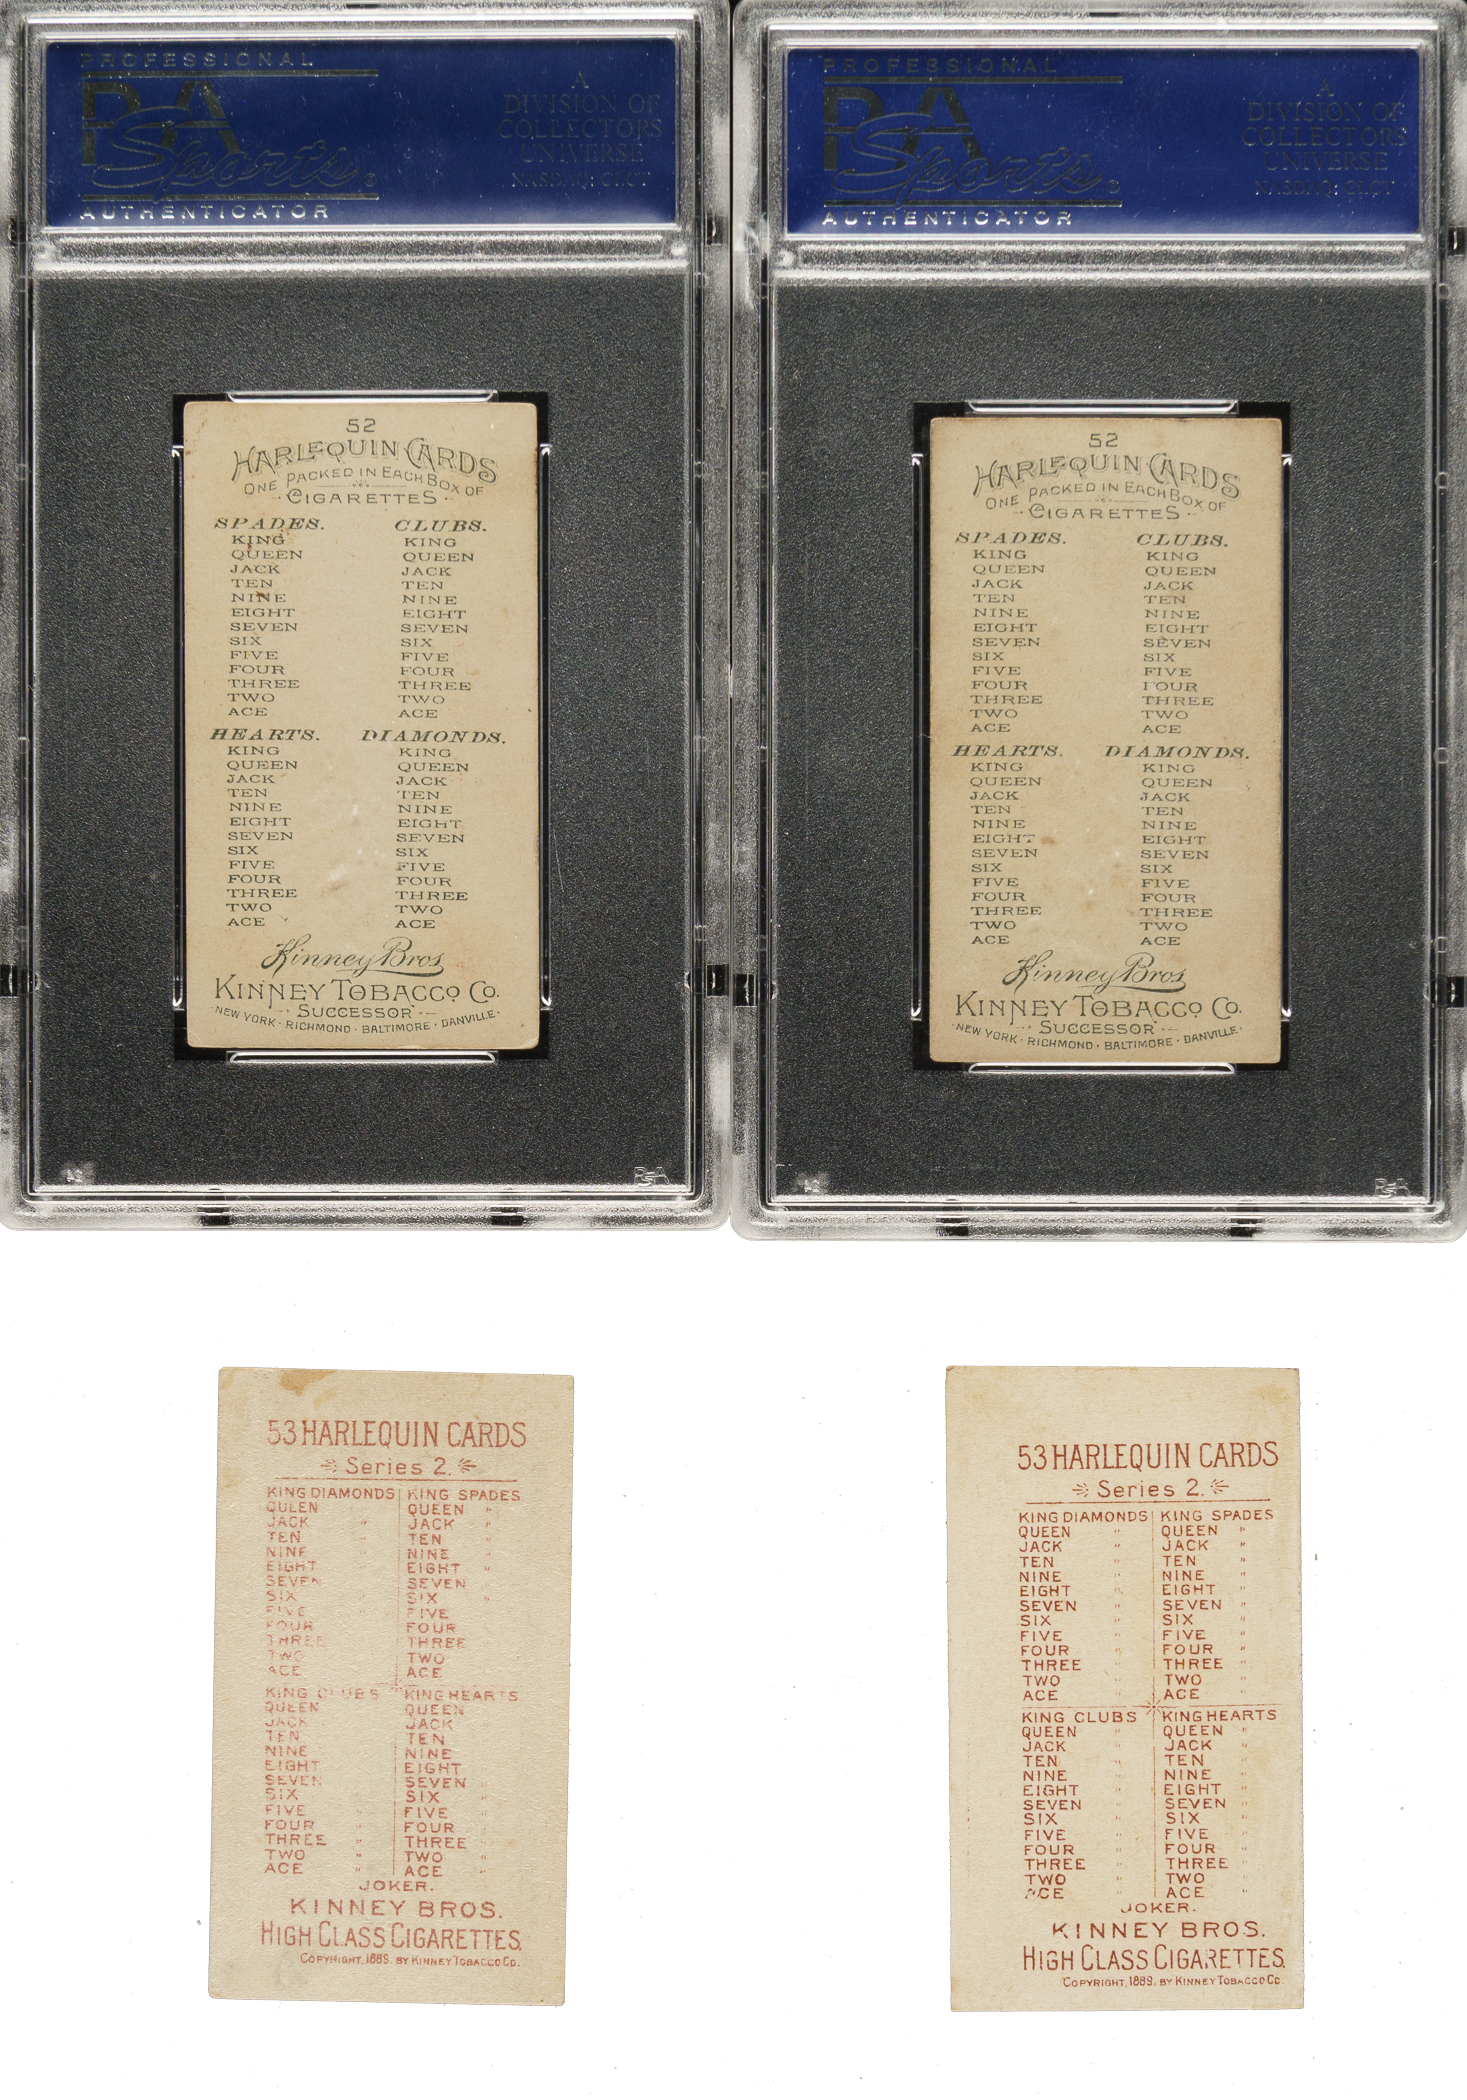 PROFESSIONAL
PSA
Sports®
AUTHENTICATOR
A
DIVISION OF
COLLECTORS
UNIVERSE
NASDAQ: CLCT
52
HARLEQUIN CARDS
ONE PACKED IN EACH BOX OF
CIGARETTES
SPADES. CLUBS.
KING KING
QUEEN QUEEN
JACK JACK
TEN TEN
NINE NINE
EIGHT EIGHT
SEVEN SEVEN
SIX SIX
FIVE FIVE
FOUR FOUR
THREE THREE
TWO TWO
ACE ACE
HEARTS. DIAMONDS.
KING KING
QUEEN QUEEN
JACK JACK
TEN TEN
NINE NINE
EIGHT EIGHT
SEVEN SEVEN
SIX SIX
FIVE FIVE
FOUR FOUR
THREE THREE
TWO TWO
ACE ACE
Kinney Bros
KINNEY TOBACCO CO.
SUCCESSOR
NEW YORK · RICHMOND · BALTIMORE · DANVILLE ·
PSA
PROFESSIONAL
PSA
Sports®
AUTHENTICATOR
A
DIVISION OF
COLLECTORS
UNIVERSE
NASDAQ: CLCT
52
HARLEQUIN CARDS
ONE PACKED IN EACH BOX OF
CIGARETTES
SPADES. CLUBS.
KING KING
QUEEN QUEEN
JACK JACK
TEN TEN
NINE NINE
EIGHT EIGHT
SEVEN SEVEN
SIX SIX
FIVE FIVE
FOUR FOUR
THREE THREE
TWO TWO
ACE ACE
HEARTS. DIAMONDS.
KING KING
QUEEN QUEEN
JACK JACK
TEN TEN
NINE NINE
EIGHT EIGHT
SEVEN SEVEN
SIX SIX
FIVE FIVE
FOUR FOUR
THREE THREE
TWO TWO
ACE ACE
Kinney Bros
KINNEY TOBACCO CO.
SUCCESSOR
NEW YORK · RICHMOND · BALTIMORE · DANVILLE ·
PSA
53 HARLEQUIN CARDS
Series 2.
KING DIAMONDS KING SPADES
QUEEN QUEEN "
JACK " JACK "
TEN TEN "
NINE NINE "
EIGHT EIGHT "
SEVEN SEVEN "
SIX SIX "
FIVE FIVE
FOUR FOUR
THREE THREE
TWO TWO
ACE ACE
KING CLUBS KING HEARTS
QUEEN QUEEN
JACK JACK
TEN TEN
NINE NINE
EIGHT EIGHT
SEVEN SEVEN "
SIX SIX "
FIVE FIVE "
FOUR " FOUR "
THREE " THREE "
TWO " TWO "
ACE " ACE "
JOKER.
KINNEY BROS.
HIGH CLASS CIGARETTES.
COPYRIGHT, 1889, BY KINNEY TOBACCO CO.
53 HARLEQUIN CARDS
Series 2.
KING DIAMONDS KING SPADES
QUEEN " QUEEN "
JACK " JACK "
TEN " TEN "
NINE " NINE "
EIGHT " EIGHT "
SEVEN " SEVEN "
SIX " SIX "
FIVE " FIVE "
FOUR " FOUR "
THREE " THREE "
TWO " TWO "
ACE " ACE "
KING CLUBS KING HEARTS
QUEEN " QUEEN "
JACK " JACK "
TEN " TEN "
NINE " NINE "
EIGHT " EIGHT "
SEVEN " SEVEN "
SIX " SIX "
FIVE " FIVE "
FOUR " FOUR "
THREE " THREE "
TWO " TWO "
ACE " ACE "
JOKER.
KINNEY BROS.
HIGH CLASS CIGARETTES.
COPYRIGHT, 1889, BY KINNEY TOBACCO CO.